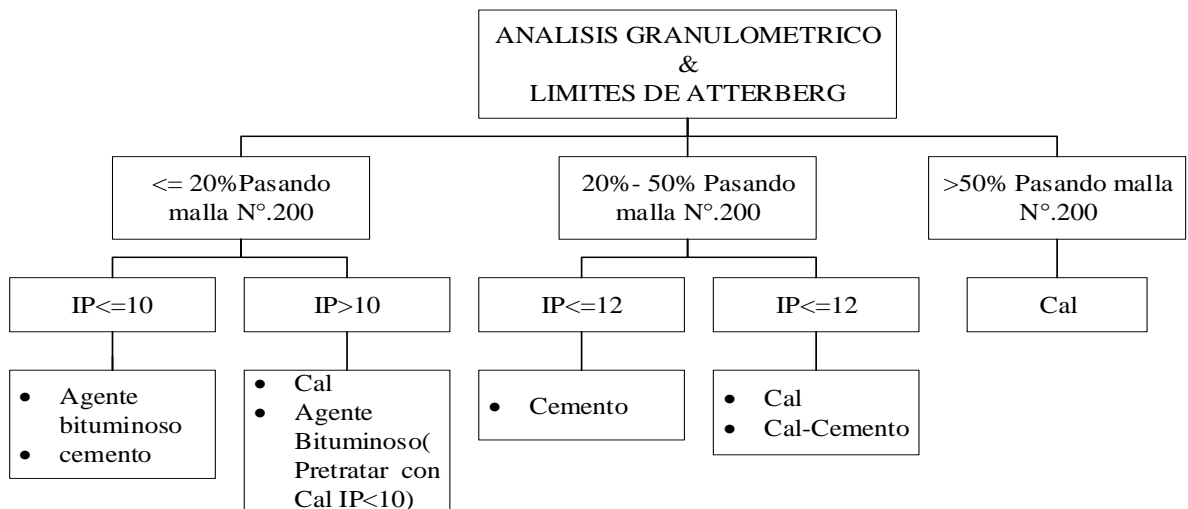 ANALISIS GRANULOMETRICO
&
LIMITES DE ATTERBERG
<= 20%Pasando
malla N°.200
20%- 50% Pasando
malla N°.200
>50% Pasando malla
N°.200
IP<=10
IP>10
IP<=12
IP<=12
Cal
• Agente
bituminoso
• cemento
• Cal
• Agente
Bituminoso(
Pretratar con
Cal IP<10)
• Cemento
• Cal
• Cal-Cemento